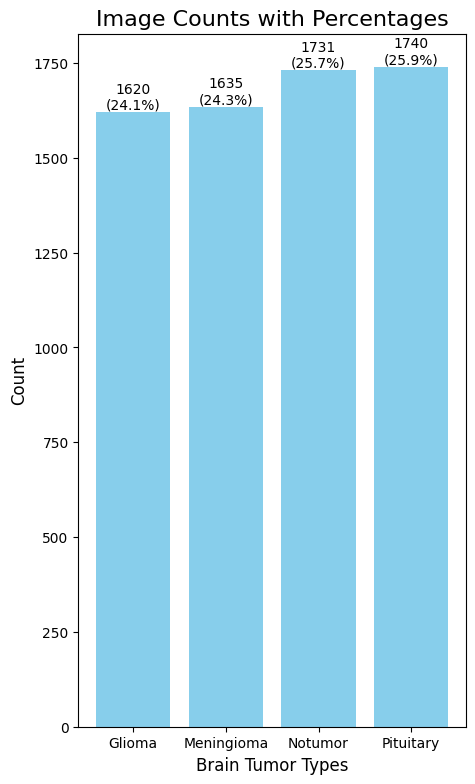 Image Counts with Percentages
1740
(25.9%)
1731
(25.7%)
1635
(24.3%)
1620
(24.1%)
1750
1500
1250
1000
750
500
250
0
Count
Glioma
Meningioma
Notumor
Pituitary
Brain Tumor Types